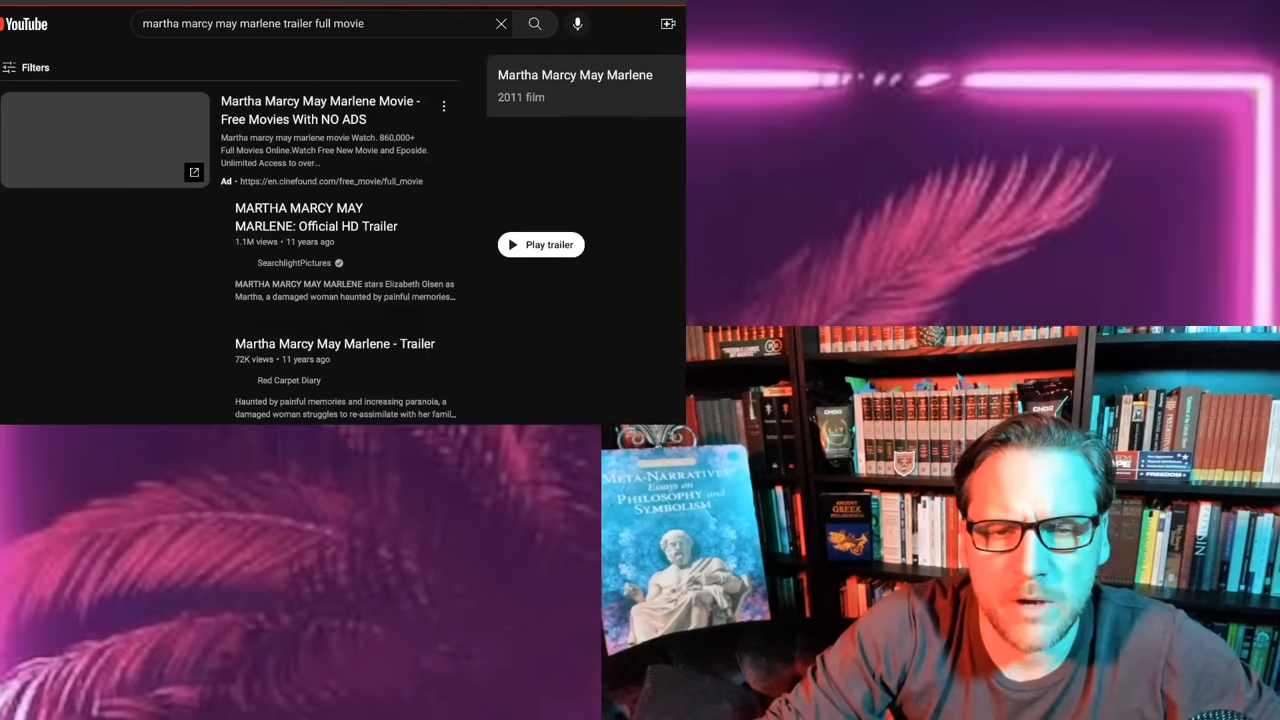 YouTube
martha marcy may marlene trailer full movie
Filters
Martha Marcy May Marlene Movie -
Free Movies With NO ADS
Martha marcy may marlene movie Watch. 860,000+
Full Movies Online.Watch Free New Movie and Eposide.
Unlimited Access to over...
Ad • https://en.cinefound.com/free_movie/full_movie
MARTHA MARCY MAY
MARLENE: Official HD Trailer
1.1M views • 11 years ago
SearchlightPictures
MARTHA MARCY MAY MARLENE stars Elizabeth Olsen as
Martha, a damaged woman haunted by painful memories...
Martha Marcy May Marlene - Trailer
72K views • 11 years ago
Red Carpet Diary
Haunted by painful memories and increasing paranoia, a
damaged woman struggles to re-assimilate with her famil...
Martha Marcy May Marlene
2011 film
Play trailer
META-NARRATIVES
Essays on
PHILOSOPHY and
SYMBOLISM
CHOQ
CHOQ
ANCIENT
GREEK
FREEDOM